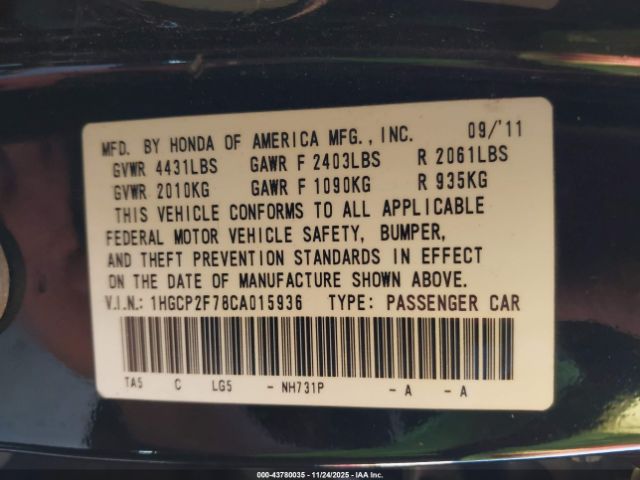 MFD. BY HONDA OF AMERICA MFG., INC. 09/'11
GVWR 4431LBS GAWR F 2403LBS R 2061LBS
GVWR 2010KG GAWR F 1090KG R 935KG
THIS VEHICLE CONFORMS TO ALL APPLICABLE
FEDERAL MOTOR VEHICLE SAFETY, BUMPER,
AND THEFT PREVENTION STANDARDS IN EFFECT
ON THE DATE OF MANUFACTURE SHOWN ABOVE.
V.I.N.: 1HGCP2F78CA015936 TYPE: PASSENGER CAR
TA5 C LG5 - NH731P - A - A
000-43780035 - 11/24/2025 - IAAI.COM